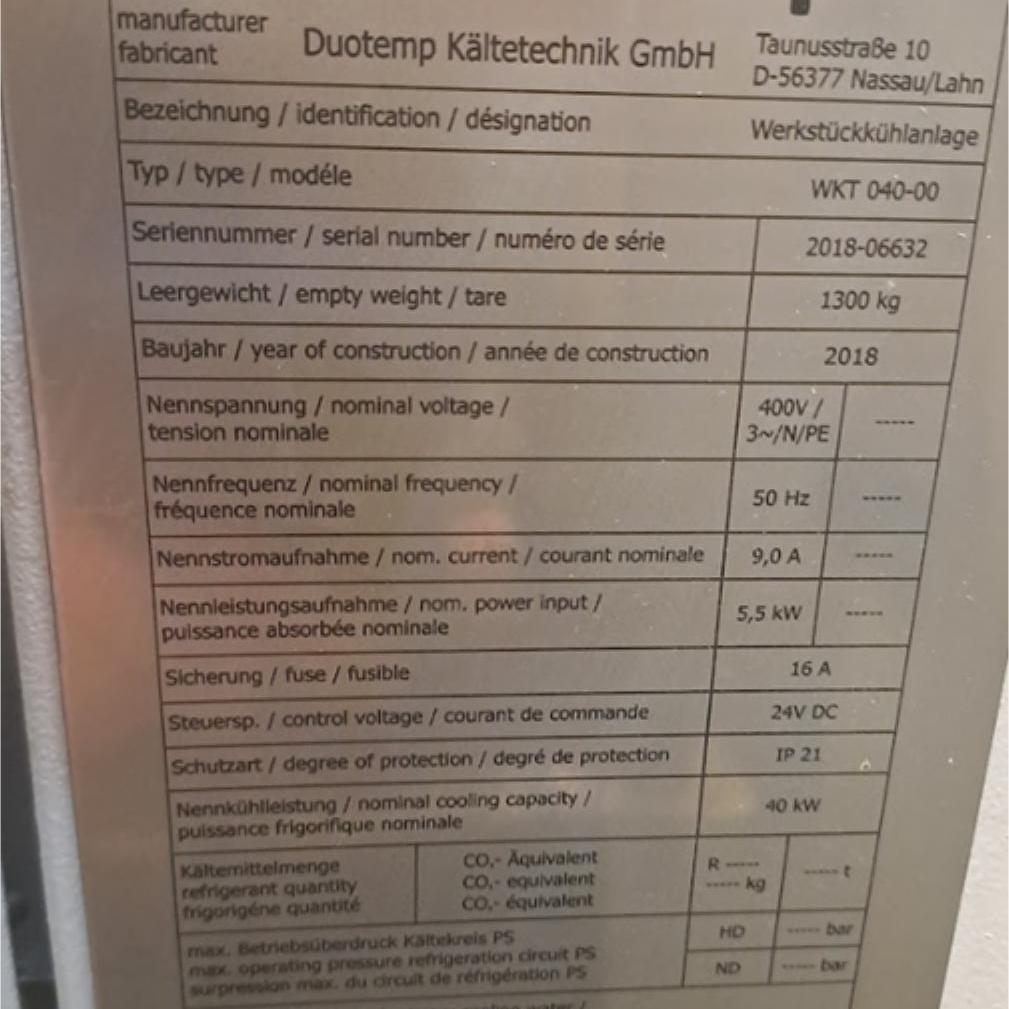 manufacturer
fabricant
Duotemp Kältetechnik GmbH
Taunusstraße 10
D-56377 Nassau/Lahn
Bezeichnung / identification / désignation
Werkstückkühlanlage
Typ / type / modéle
WKT 040-00
Seriennummer / serial number / numéro de série
2018-06632
Leergewicht / empty weight / tare
1300 kg
Baujahr / year of construction / année de construction
2018
Nennspannung / nominal voltage /
tension nominale
400V /
3~/N/PE
-----
Nennfrequenz / nominal frequency /
fréquence nominale
50 Hz
-----
Nennstromaufnahme / nom. current / courant nominale
9,0 A
-----
Nennleistungsaufnahme / nom. power input /
puissance absorbée nominale
5,5 kW
-----
Sicherung / fuse / fusible
16 A
Steuersp. / control voltage / courant de commande
24V DC
Schutzart / degree of protection / degré de protection
IP 21
Nennkühlleistung / nominal cooling capacity /
puissance frigorifique nominale
40 kW
Kältemittelmenge
refrigerant quantity
frigorigéne quantité
CO₂- Äquivalent
CO₂- equivalent
CO₂- équivalent
R -----
----- kg
----- t
max. Betriebsüberdruck Kältekreis PS
max. operating pressure refrigeration circuit PS
surpression max. du circuit de réfrigération PS
HD
----- bar
ND
----- bar
water /